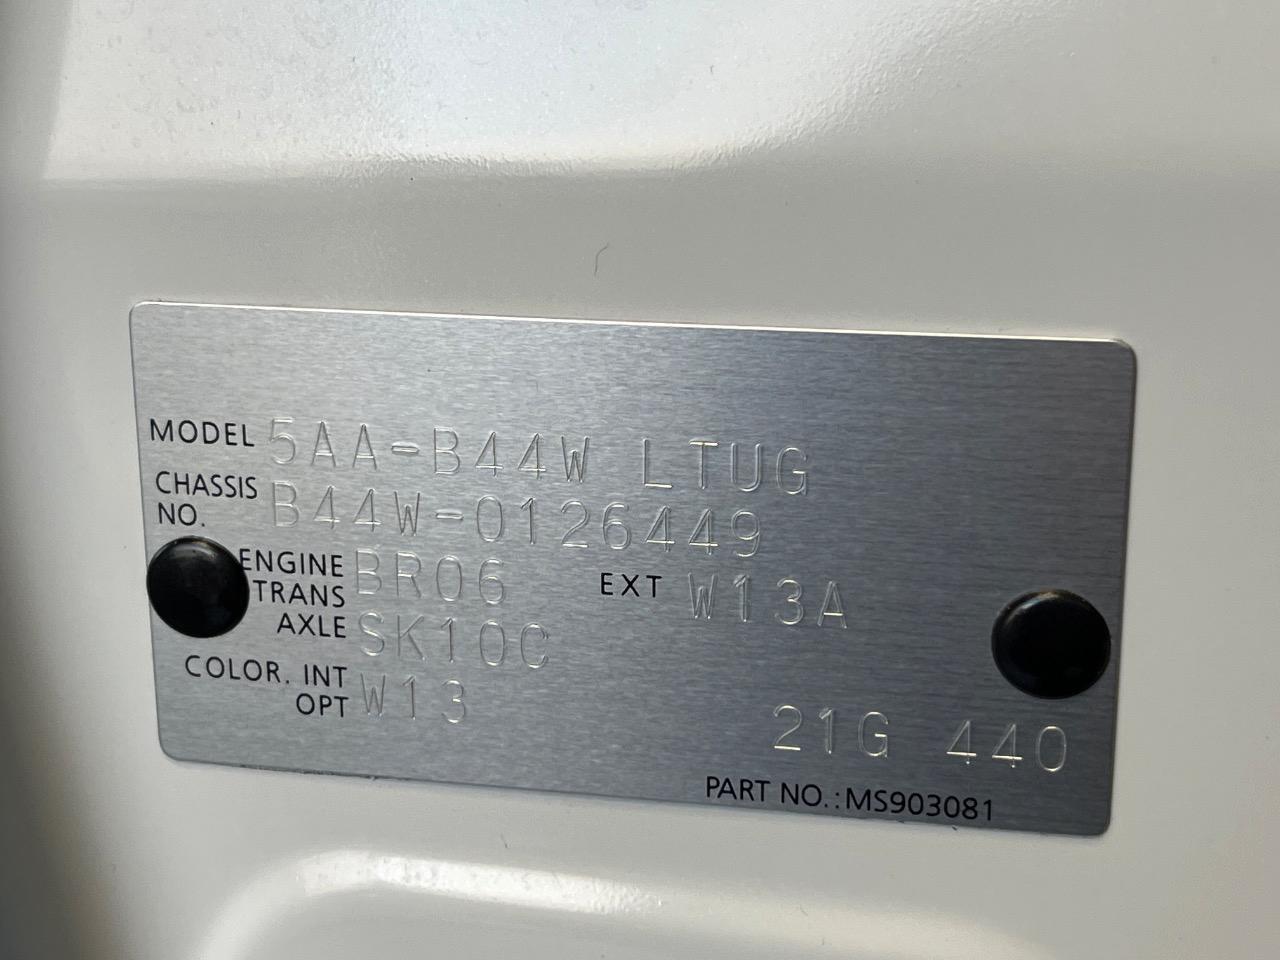 MODEL 5AA-B44W LTUG
CHASSIS NO. B44W-0126449
ENGINE BR06 EXT W13A
TRANS AXLE SK10C
COLOR. INT OPT W13
21G 440
PART NO.:MS903081